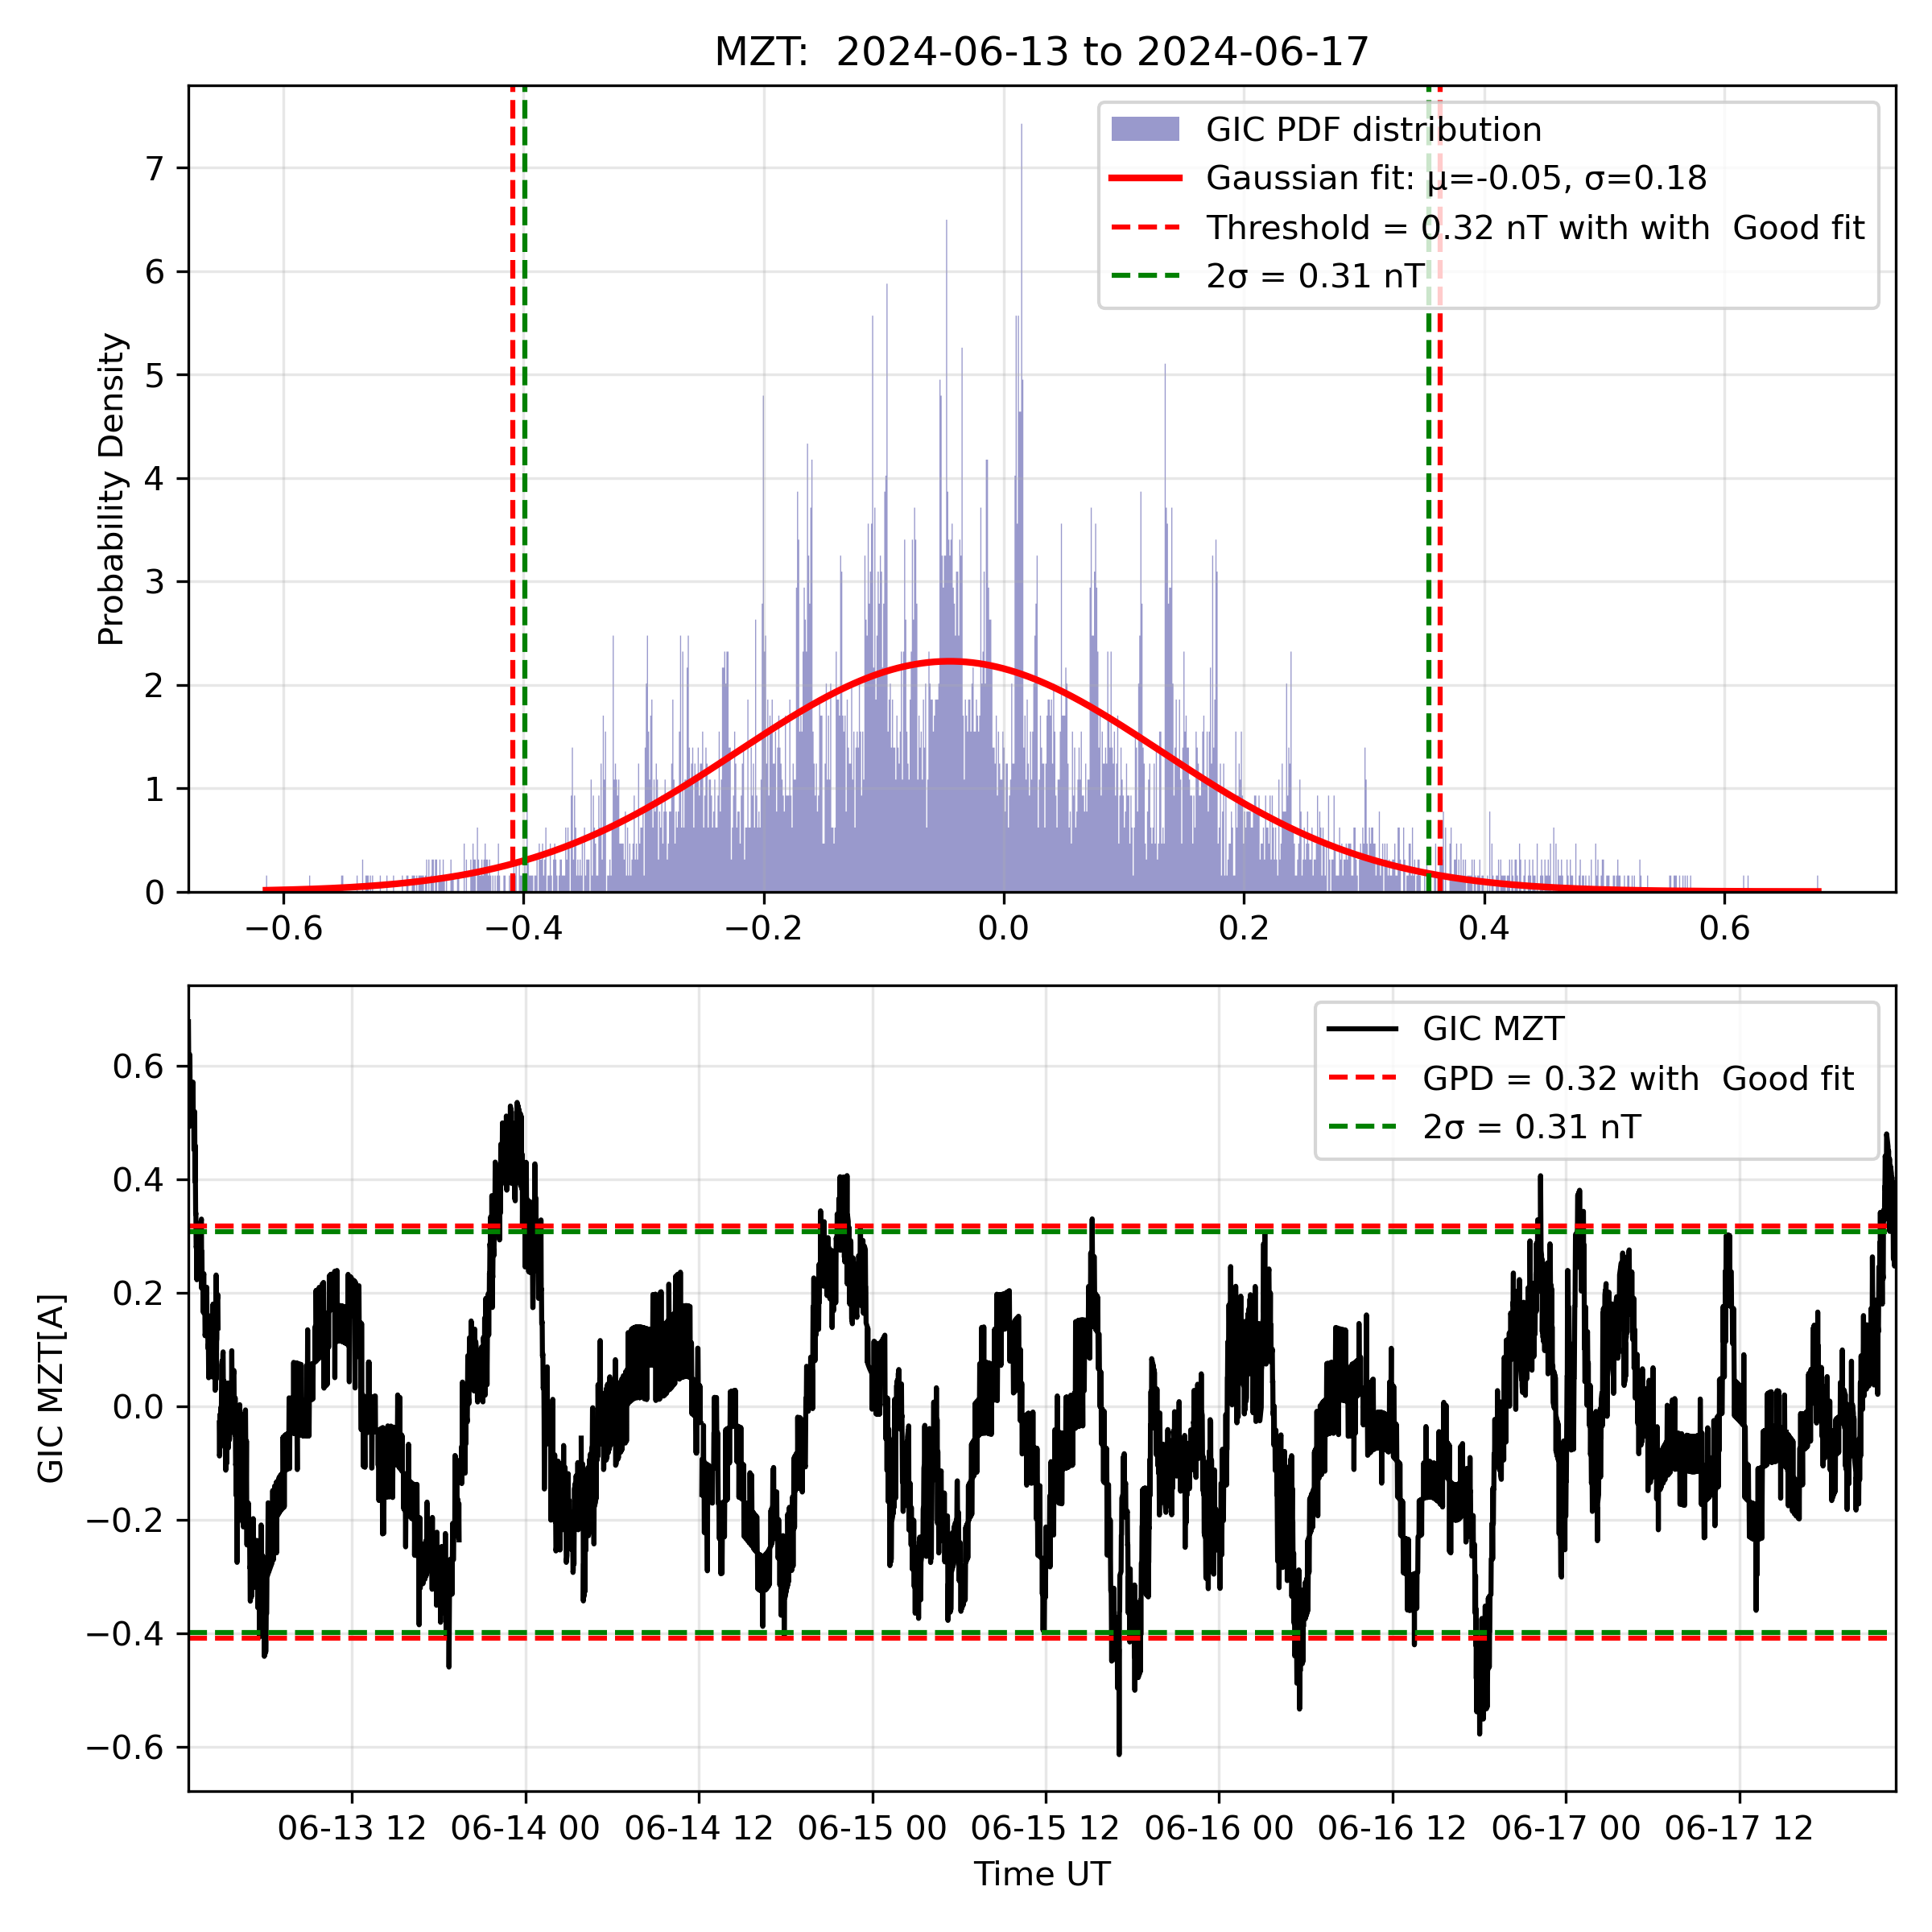 MZT:  2024-06-13 to 2024-06-17
GIC PDF distribution
Gaussian fit: μ=-0.05, σ=0.18
Threshold = 0.32 nT with with  Good fit
2σ = 0.31 nT
Probability Density
7
6
5
4
3
2
1
0
−0.6
−0.4
−0.2
0.0
0.2
0.4
0.6
GIC MZT
GPD = 0.32 with  Good fit
2σ = 0.31 nT
GIC MZT[A]
0.6
0.4
0.2
0.0
−0.2
−0.4
−0.6
06-13 12
06-14 00
06-14 12
06-15 00
06-15 12
06-16 00
06-16 12
06-17 00
06-17 12
Time UT